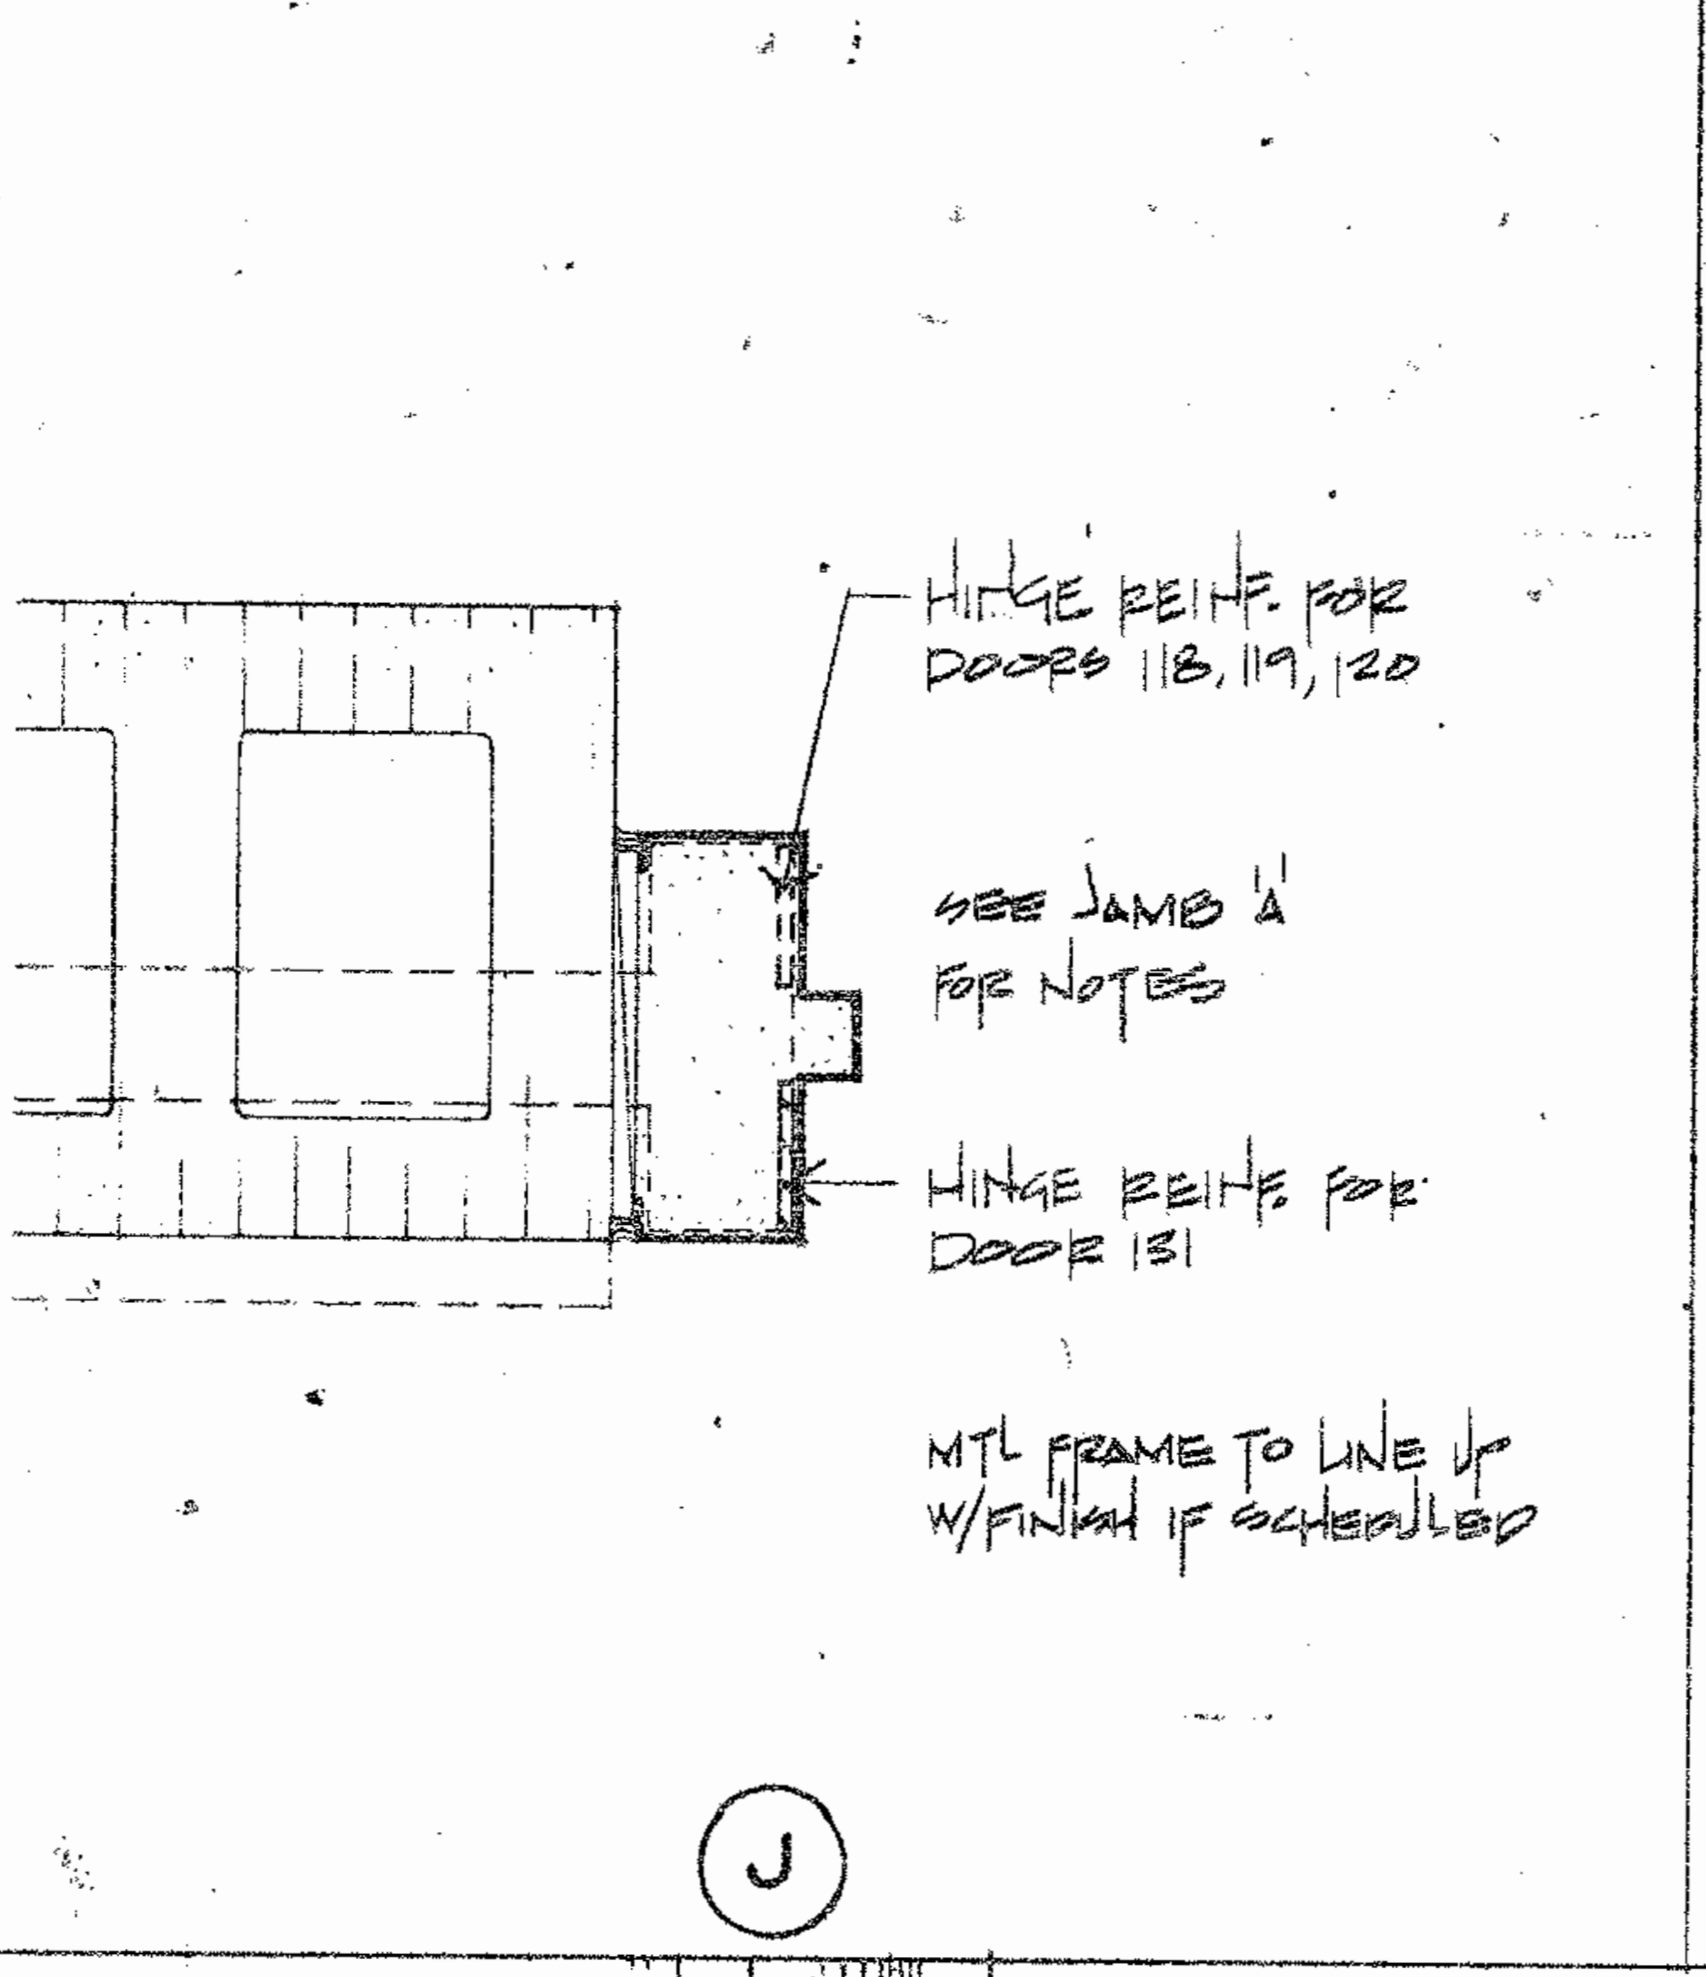 HINGE REINF. FOR
DOORS 118, 119, 120
SEE JAMB 'A'
FOR NOTES
HINGE REINF. FOR
DOOR 131
MTL FRAME TO LINE UP
W/FINISH IF SCHEDULED
J